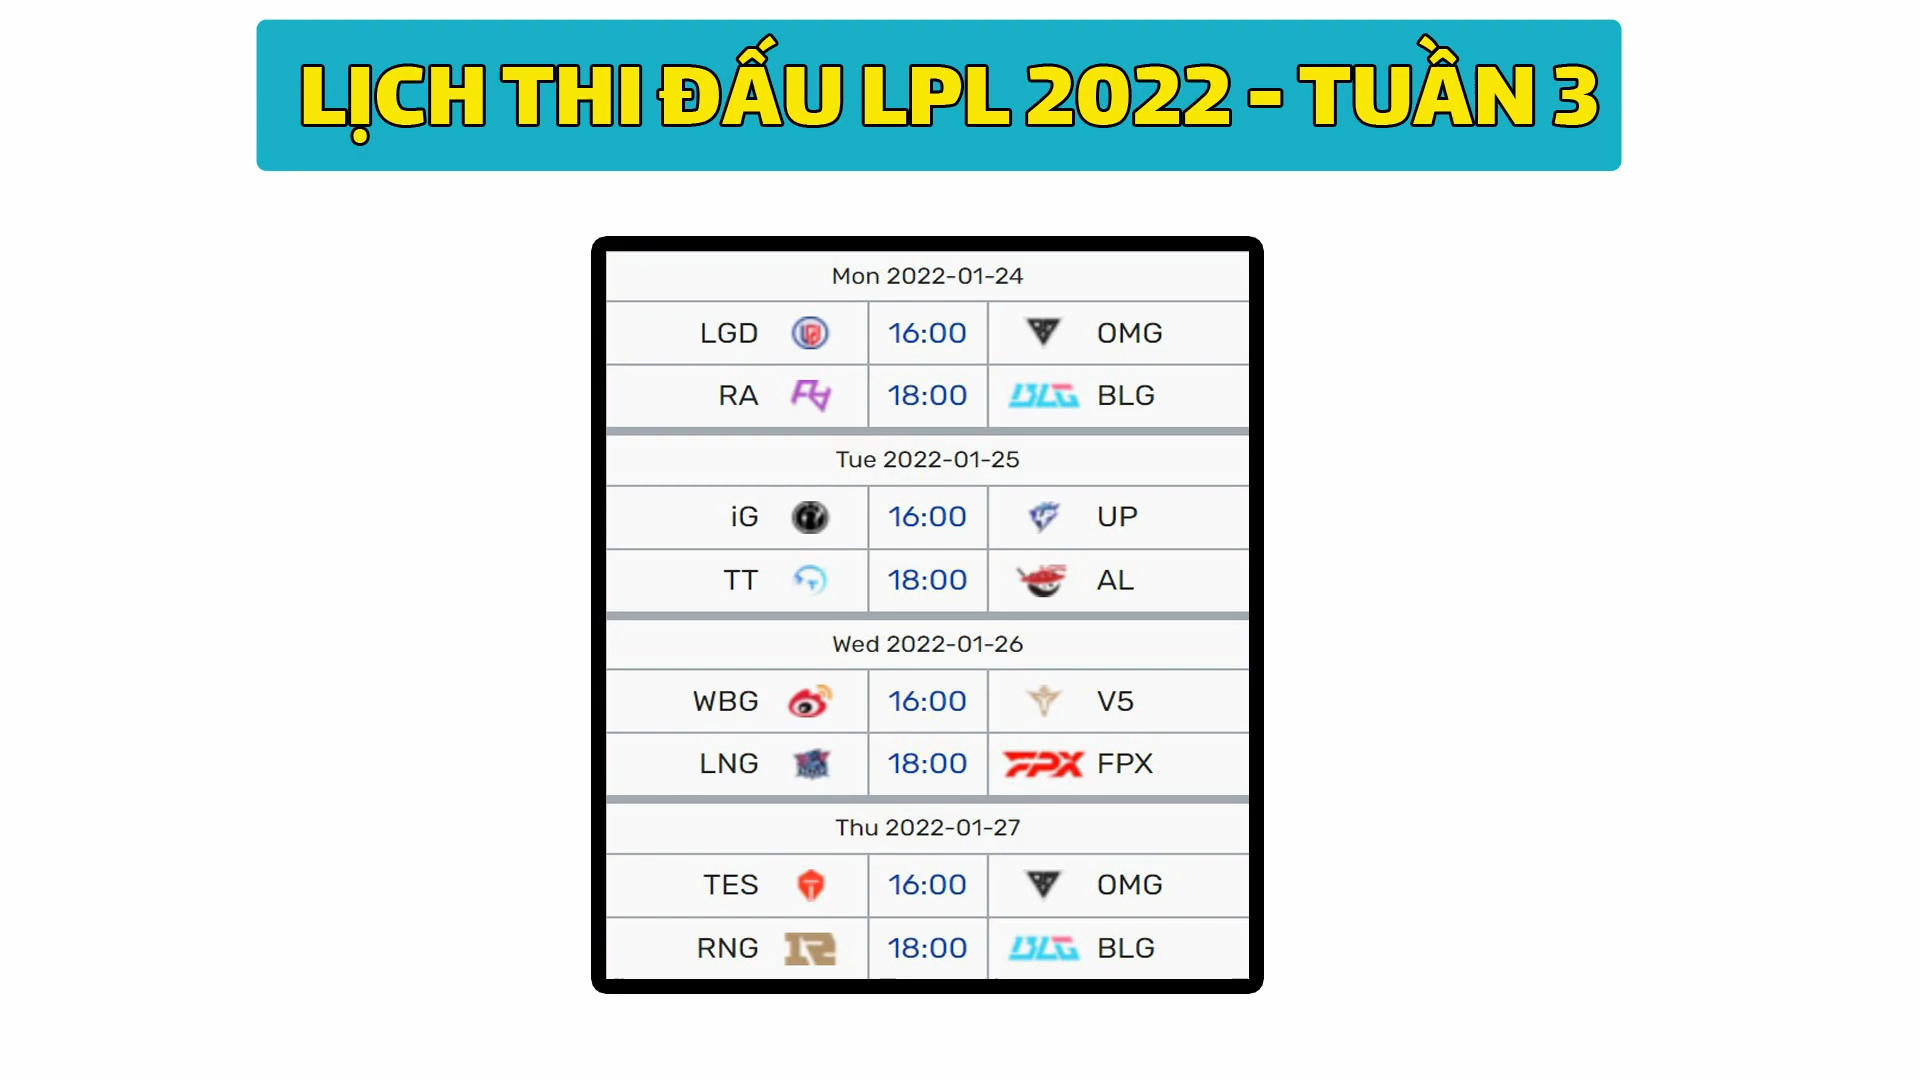 LỊCH THI ĐẤU LPL 2022 - TUẦN 3
Mon 2022-01-24
LGD 16:00 OMG
RA 18:00 BLG BLG
Tue 2022-01-25
iG 16:00 UP
TT 18:00 AL
Wed 2022-01-26
WBG 16:00 V5
LNG 18:00 FPX FPX
Thu 2022-01-27
TES 16:00 OMG
RNG 18:00 BLG BLG